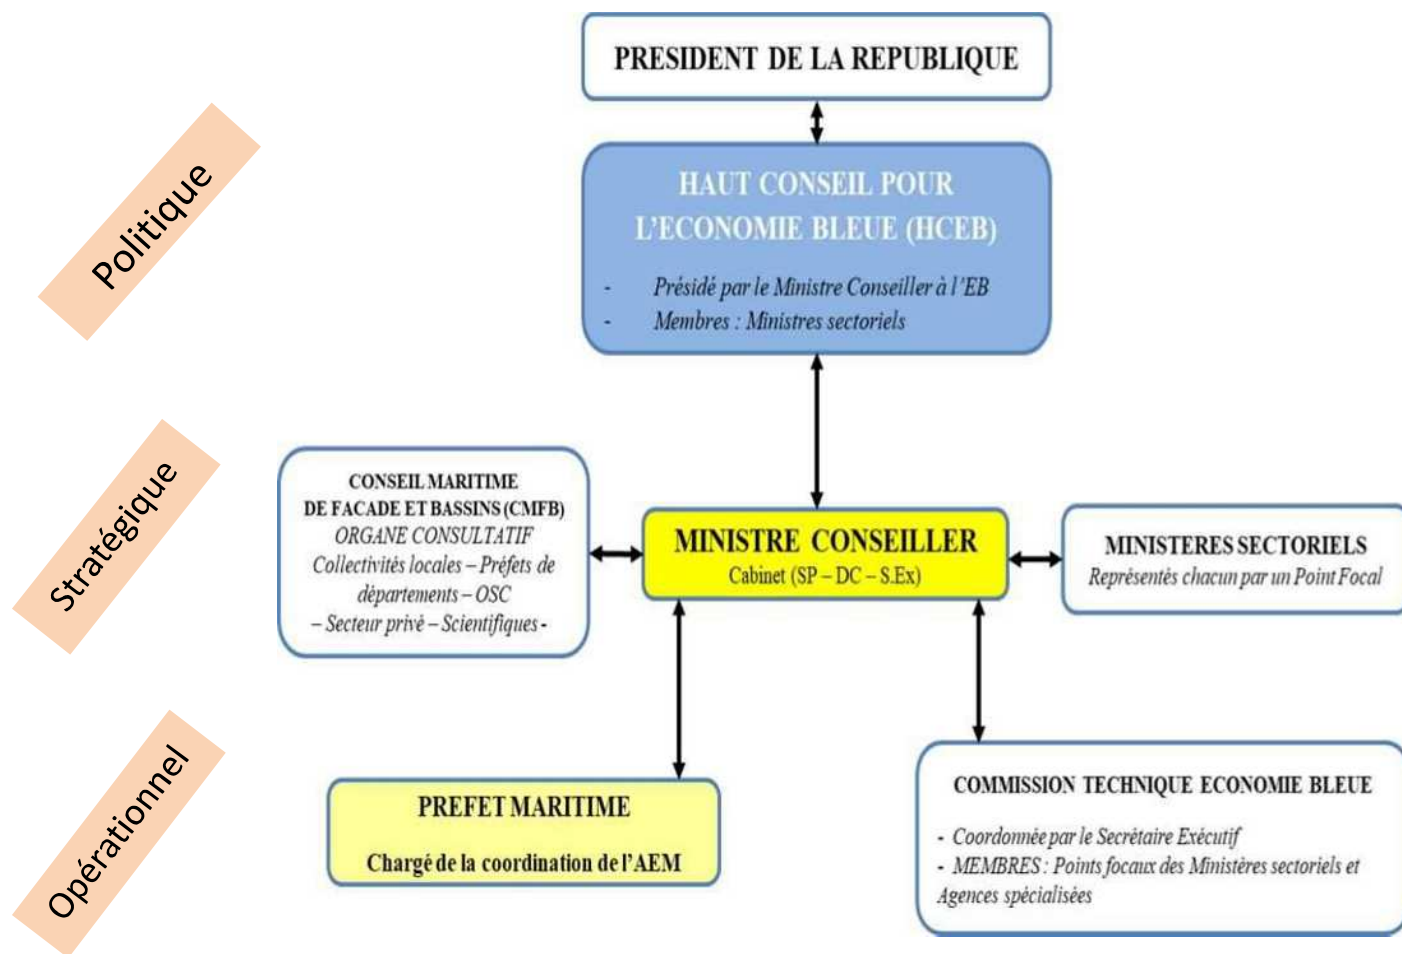 PRESIDENT DE LA REPUBLIQUE
Politique
HAUT CONSEIL POUR
L'ECONOMIE BLEUE (HCEB)
- Présidé par le Ministre Conseiller à l'EB
- Membres : Ministres sectoriels
Stratégique
CONSEIL MARITIME
DE FACADE ET BASSINS (CMFB)
ORGANE CONSULTATIF
Collectivités locales – Préfets de
départements – OSC
– Secteur privé – Scientifiques -
MINISTRE CONSEILLER
Cabinet (SP – DC – S.Ex)
MINISTERES SECTORIELS
Représentés chacun par un Point Focal
Opérationnel
PREFET MARITIME
Chargé de la coordination de l'AEM
COMMISSION TECHNIQUE ECONOMIE BLEUE
- Coordonnée par le Secrétaire Exécutif
- MEMBRES : Points focaux des Ministères sectoriels et
Agences spécialisées